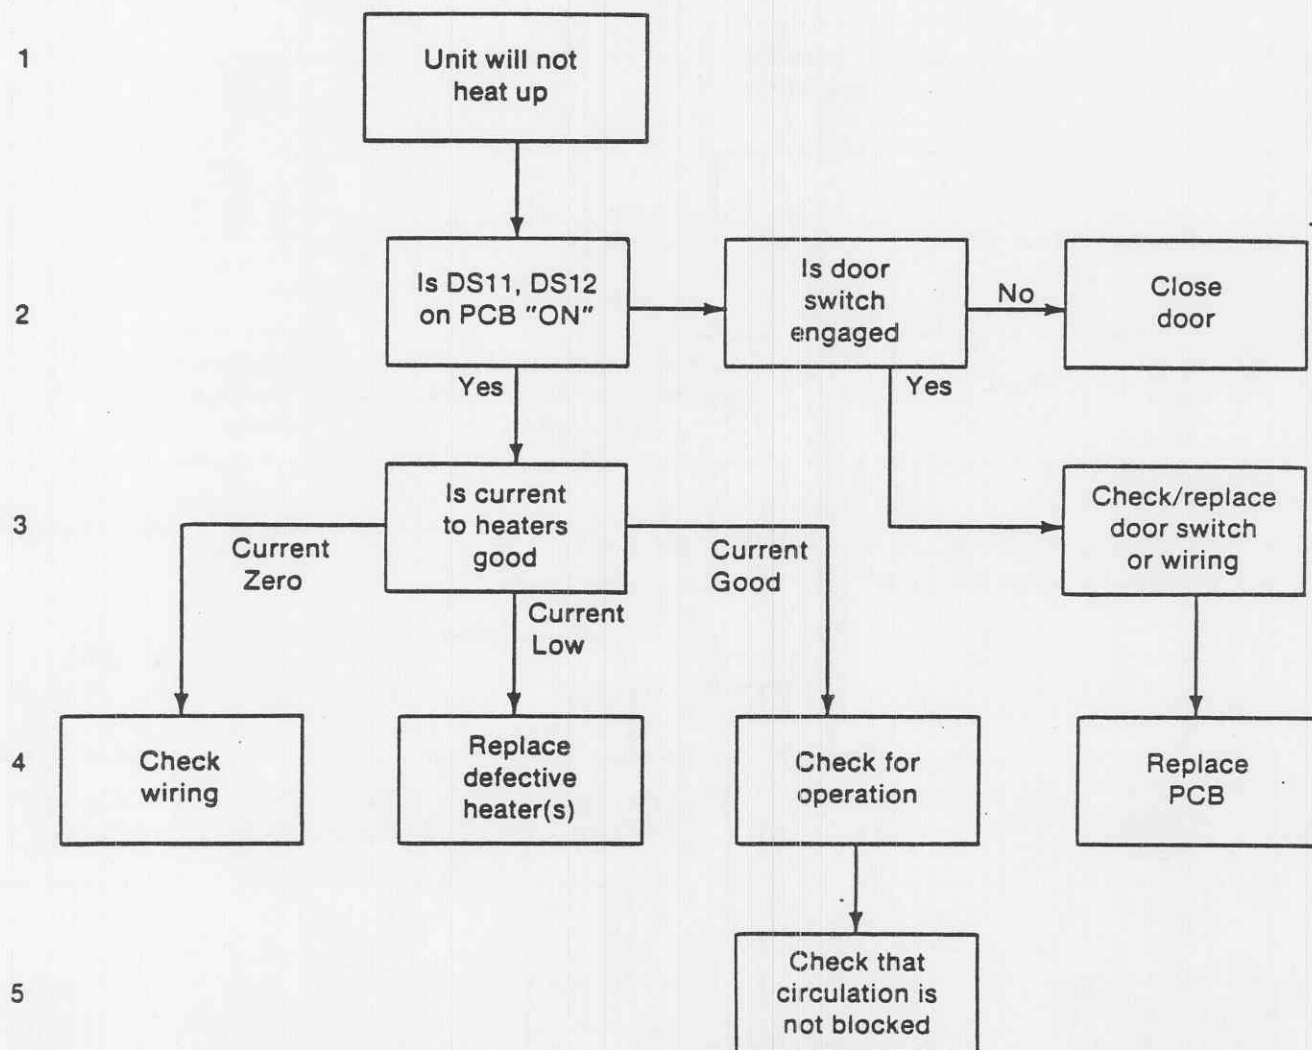 1
Unit will not
heat up
2
Is DS11, DS12
on PCB "ON"
Is door
switch
engaged
No
Close
door
Yes
Yes
3
Is current
to heaters
good
Current
Zero
Current
Low
Current
Good
Check/replace
door switch
or wiring
4
Check
wiring
Replace
defective
heater(s)
Check for
operation
Replace
PCB
5
Check that
circulation is
not blocked